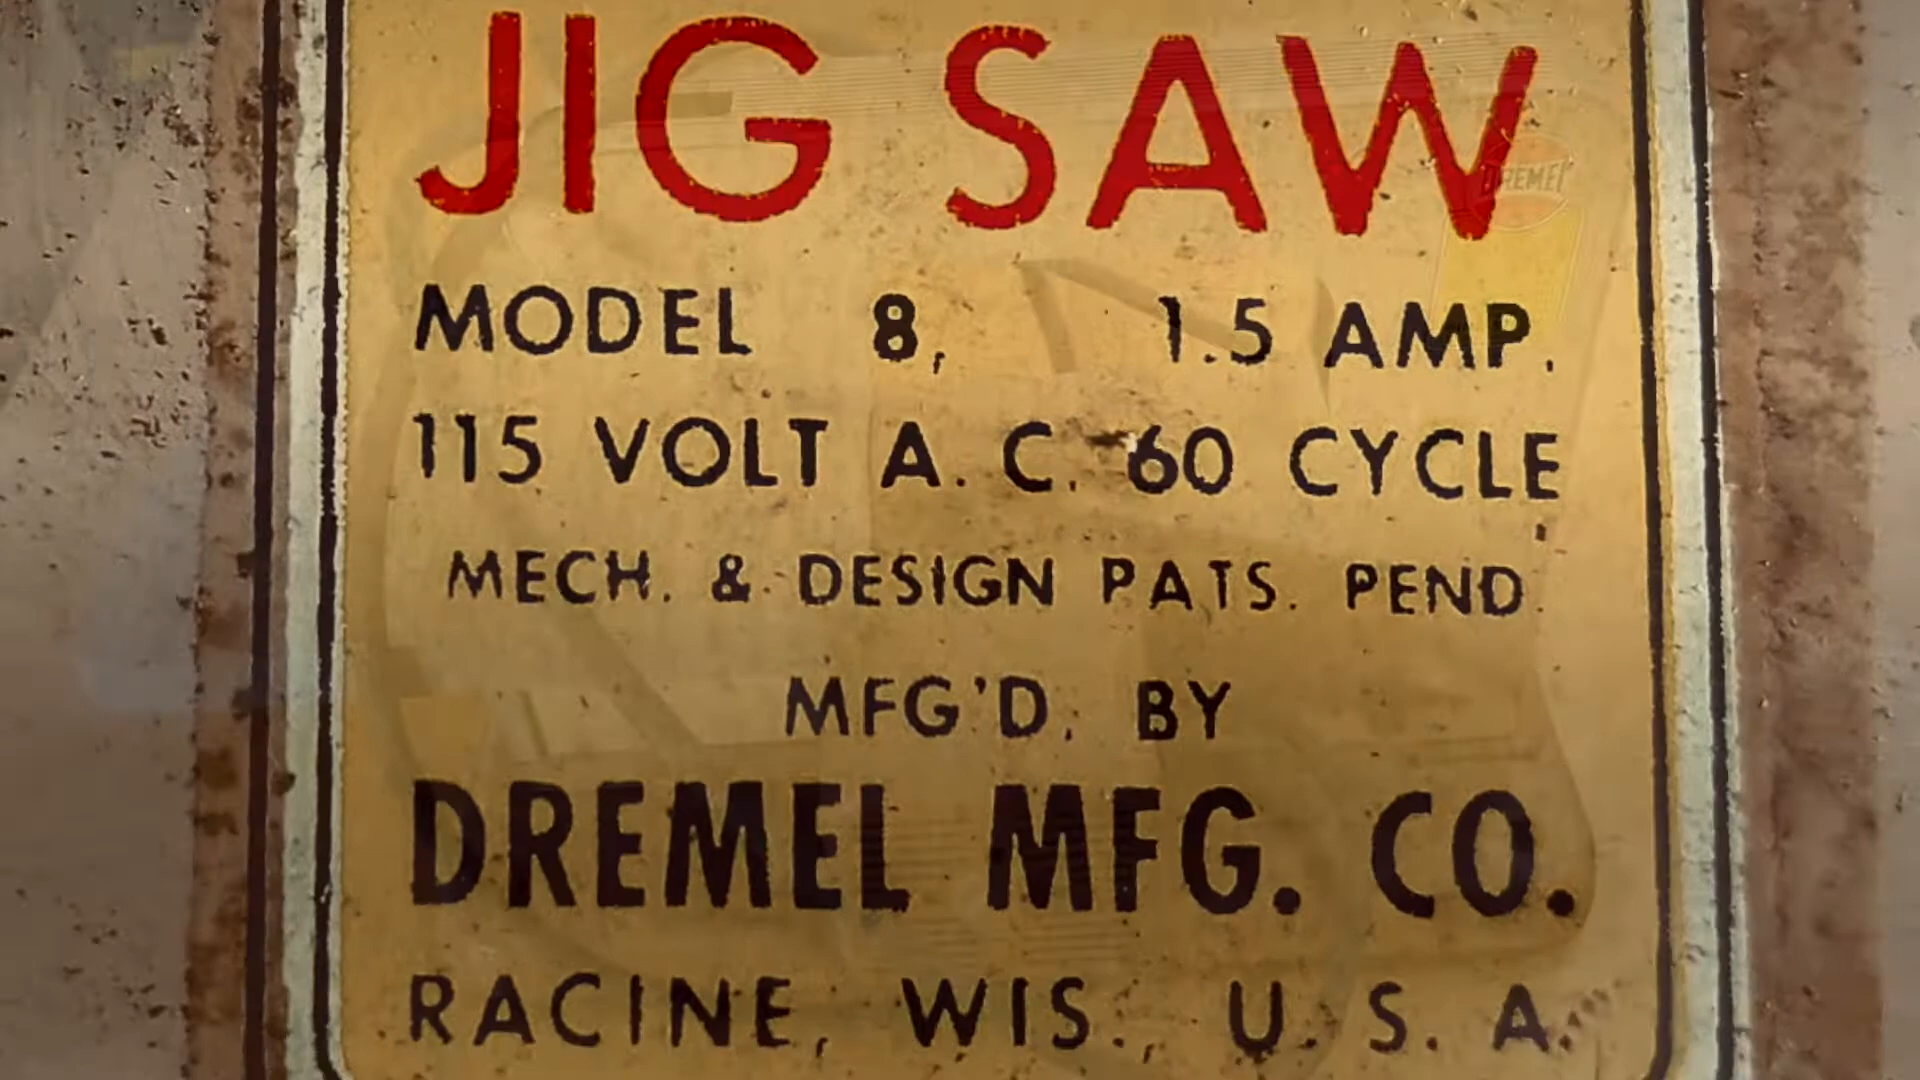 JIG SAW
MODEL 8, 1.5 AMP.
115 VOLT A.C. 60 CYCLE
MECH. & DESIGN PATS. PEND.
MFG'D. BY
DREMEL MFG. CO.
RACINE, WIS., U.S.A.
DREMEL